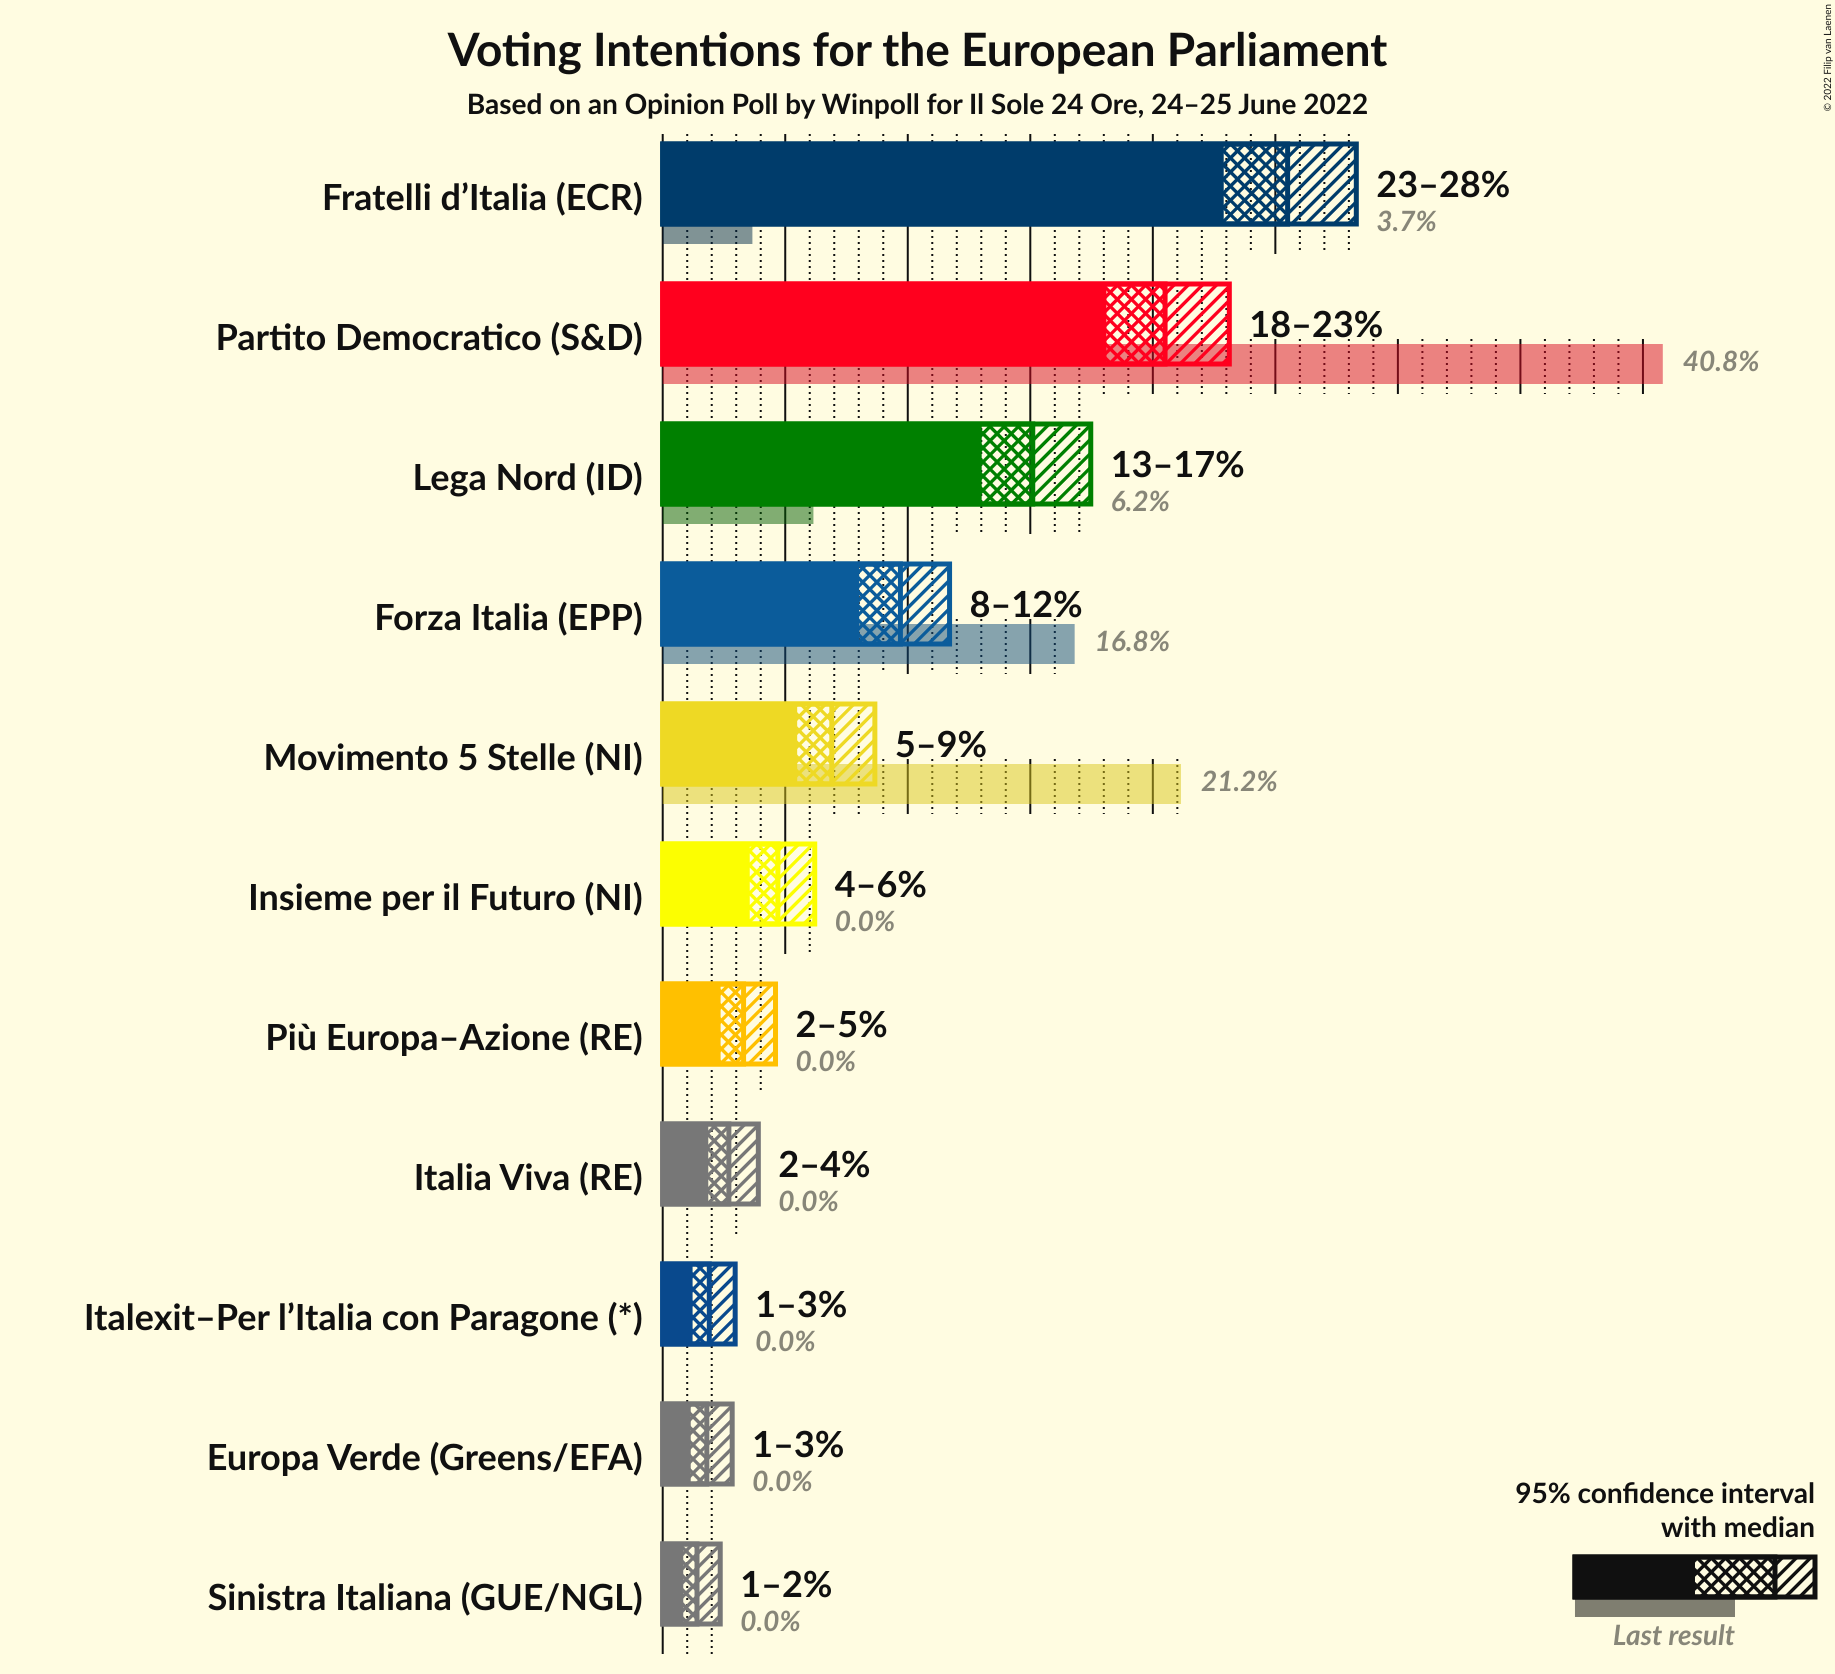 Voting Intentions for the European Parliament
Based on an Opinion Poll by Winpoll for Il Sole 24 Ore, 24–25 June 2022
© 2022 Filip van Laenen
Fratelli d’Italia (ECR)
23–28%
3.7%
Partito Democratico (S&D)
18–23%
40.8%
Lega Nord (ID)
13–17%
6.2%
Forza Italia (EPP)
8–12%
16.8%
Movimento 5 Stelle (NI)
5–9%
21.2%
Insieme per il Futuro (NI)
4–6%
0.0%
Più Europa–Azione (RE)
2–5%
0.0%
Italia Viva (RE)
2–4%
0.0%
Italexit–Per l’Italia con Paragone (*)
1–3%
0.0%
Europa Verde (Greens/EFA)
1–3%
0.0%
Sinistra Italiana (GUE/NGL)
1–2%
0.0%
95% confidence interval
with median
Last result